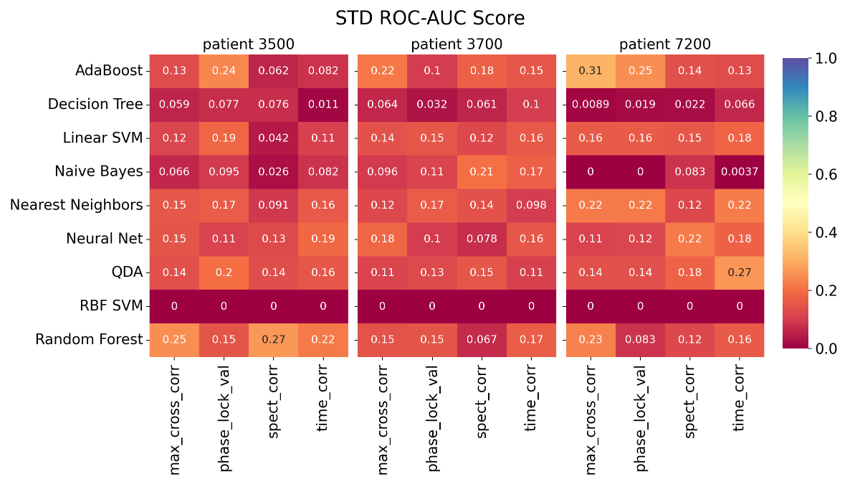 STD ROC-AUC Score
patient 3500 patient 3700 patient 7200
AdaBoost 0.13 0.24 0.062 0.082 0.22 0.1 0.18 0.15 0.31 0.25 0.14 0.13
Decision Tree 0.059 0.077 0.076 0.011 0.064 0.032 0.061 0.1 0.0089 0.019 0.022 0.066
Linear SVM 0.12 0.19 0.042 0.11 0.14 0.15 0.12 0.16 0.16 0.16 0.15 0.18
Naive Bayes 0.066 0.095 0.026 0.082 0.096 0.11 0.21 0.17 0 0 0.083 0.0037
Nearest Neighbors 0.15 0.17 0.091 0.16 0.12 0.17 0.14 0.098 0.22 0.22 0.12 0.22
Neural Net 0.15 0.11 0.13 0.19 0.18 0.1 0.078 0.16 0.11 0.12 0.22 0.18
QDA 0.14 0.2 0.14 0.16 0.11 0.13 0.15 0.11 0.14 0.14 0.18 0.27
RBF SVM 0 0 0 0 0 0 0 0 0 0 0 0
Random Forest 0.25 0.15 0.27 0.22 0.15 0.15 0.067 0.17 0.23 0.083 0.12 0.16
max_cross_corr phase_lock_val spect_corr time_corr max_cross_corr phase_lock_val spect_corr time_corr max_cross_corr phase_lock_val spect_corr time_corr
1.0
0.8
0.6
0.4
0.2
0.0